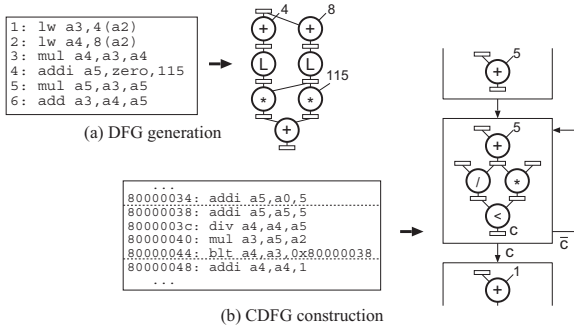 1: lw a3,4(a2)
2: lw a4,8(a2)
3: mul a4,a3,a4
4: addi a5,zero,115
5: mul a5,a3,a5
6: add a3,a4,a5
4
8
+
+
L
L
115
*
*
+
(a) DFG generation
...
80000034: addi a5,a0,5
80000038: addi a5,a5,5
8000003c: div a4,a4,a5
80000040: mul a3,a5,a2
80000044: blt a4,a3,0x80000038
80000048: addi a4,a4,1
...
5
+
5
+
/
*
<
c
c
c̅
1
+
(b) CDFG construction